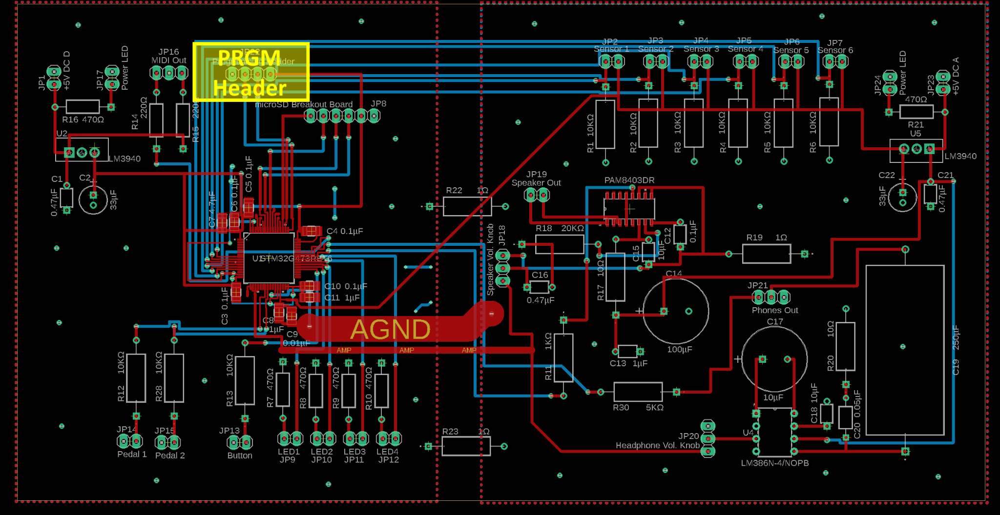 JP1
+5V DC D
JP17
Power LED
JP16
MIDI Out
PRGM
Header
JP22
Programming Header
microSD Breakout Board
JP8
R16 470Ω
R14
220Ω
R15
U2
LM3940
C1
0.47µF
C2
33µF
C5 0.1µF
C6 0.1µF
C7 4.7µF
C4 0.1µF
U1
STM32G473RET6
C10 0.1µF
C11 1µF
C3 0.1µF
C8
C9
0.01µF
AGND
AMP
AMP
AMP
R12
10KΩ
R28
10KΩ
R13
10KΩ
R7
470Ω
R8
470Ω
R9
470Ω
R10
470Ω
JP14
Pedal 1
JP15
Pedal 2
JP13
Button
LED1
JP9
LED2
JP10
LED3
JP11
LED4
JP12
R22
1Ω
R23
1Ω
JP2
Sensor 1
JP3
Sensor 2
JP4
Sensor 3
JP5
Sensor 4
JP6
Sensor 5
JP7
Sensor 6
R1
10KΩ
R2
10KΩ
R3
10KΩ
R4
10KΩ
R5
10KΩ
R6
10KΩ
JP24
Power LED
JP23
+5V DC A
470Ω
R21
U5
LM3940
C22
33µF
C21
0.47µF
JP19
Speaker Out
PAM8403DR
JP18
Speaker Vol. Knob
R18
20KΩ
C16
0.47µF
R17
10Ω
C15
10µF
C12
0.1µF
R19
1Ω
C14
100µF
C13 1µF
R11
1KΩ
R30
5KΩ
JP21
Phones Out
C17
10µF
R20
10Ω
C19
250µF
C18 10µF
C20 0.05µF
U4
LM386N-4/NOPB
JP20
Headphone Vol. Knob